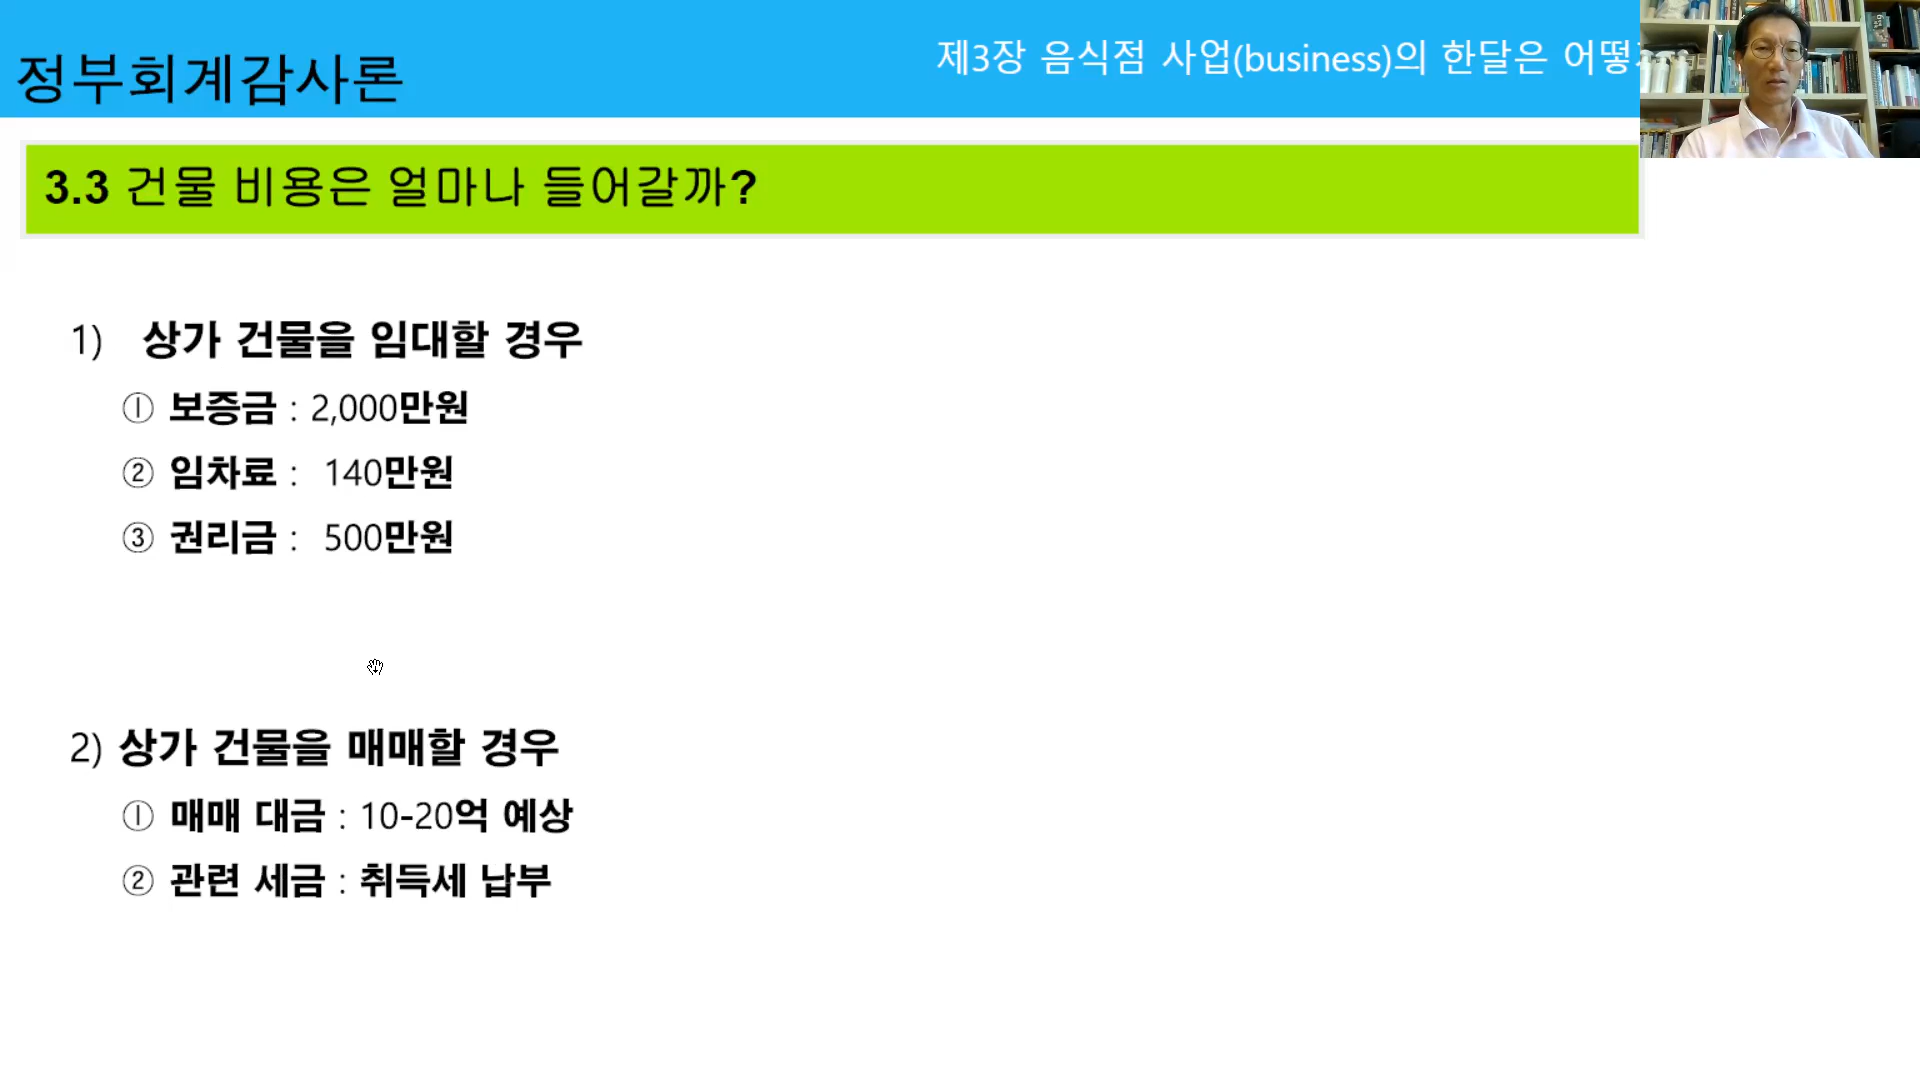 정부회계감사론
제3장 음식점 사업(business)의 한달은
3.3 건물 비용은 얼마나 들어갈까?
1) 상가 건물을 임대할 경우
① 보증금 : 2,000만원
② 임차료 : 140만원
③ 권리금 : 500만원
2) 상가 건물을 매매할 경우
① 매매 대금 : 10-20억 예상
② 관련 세금 : 취득세 납부